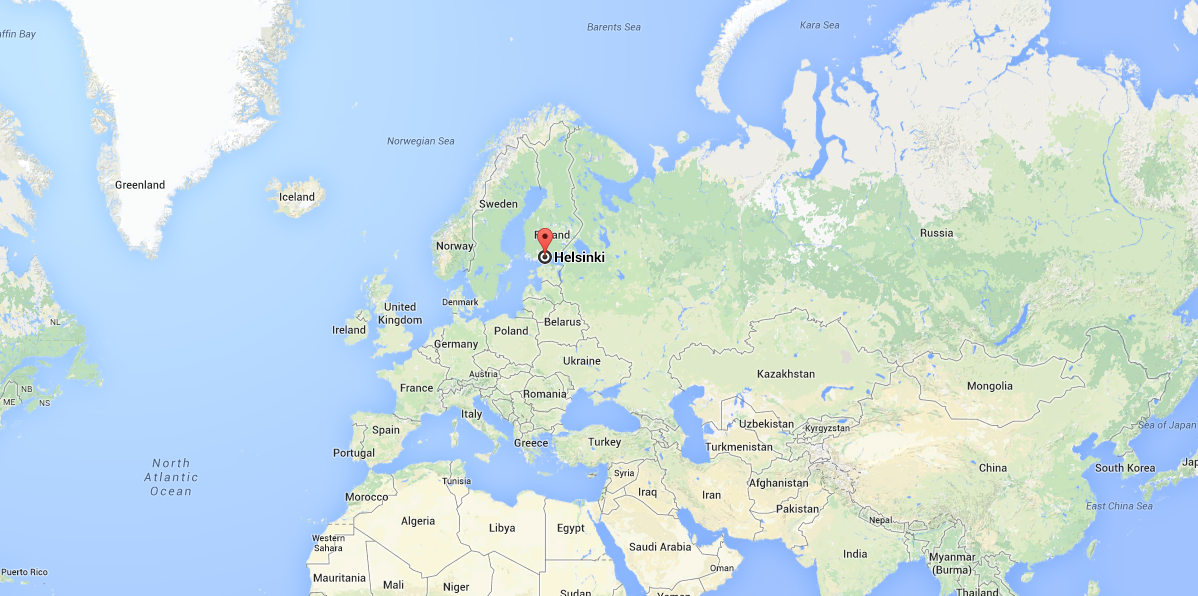 Barents Sea
Kara Sea
ffin Bay
Norwegian Sea
Greenland
Iceland
Sweden
Russia
Norway
Helsinki
Denmark
United
Kingdom
NL
Ireland
Poland
Belarus
Germany
Ukraine
Austria
Kazakhstan
Mongolia
France
NB
Romania
ME
NS
Italy
Spain
Uzbekistan
Kyrgyzstan
Sea of Japan
Greece
Turkey
Turkmenistan
Portugal
North
Atlantic
Ocean
Jap
South Korea
China
Syria
Tunisia
Afghanistan
Iraq
Iran
Morocco
Pakistan
East China Sea
Algeria
Libya
Egypt
Nepal
Western
Sahara
Saudi Arabia
India
Myanmar
(Burma)
Oman
Puerto Rico
Mauritania
Mali
Niger
Sudan
Yemen
Thailand